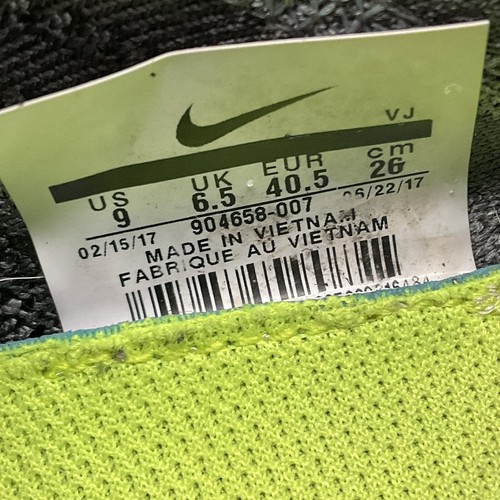 VJ
US UK EUR cm
9 6.5 40.5 26
904658-007
02/15/17 06/22/17
MADE IN VIETNAM
FABRIQUE AU VIETNAM